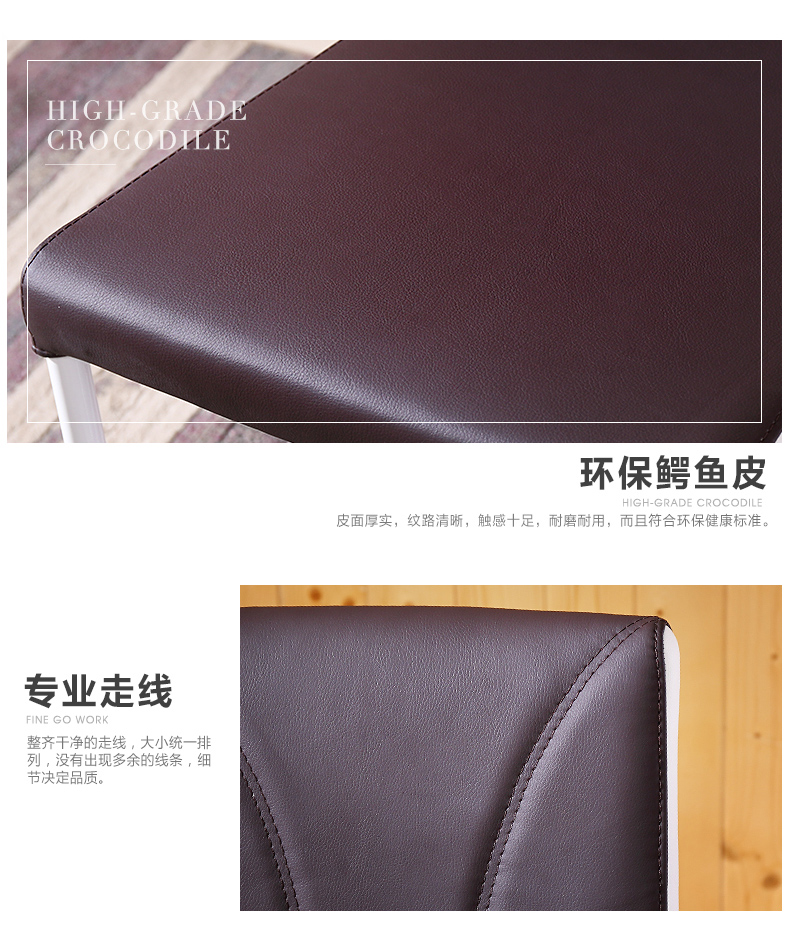 HIGH-GRADE
CROCODILE
环保鳄鱼皮
HIGH-GRADE CROCODILE
皮面厚实，纹路清晰，触感十足，耐磨耐用，而且符合环保健康标准。
专业走线
FINE GO WORK
整齐干净的走线，大小统一排
列，没有出现多余的线条，细
节决定品质。